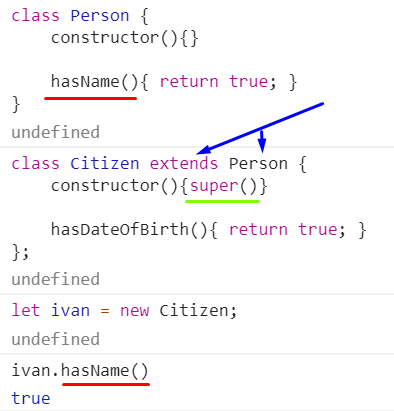 class Person {
    constructor(){}

    hasName(){ return true; }
}
undefined
class Citizen extends Person {
    constructor(){super()}

    hasDateOfBirth(){ return true; }
};
undefined
let ivan = new Citizen;
undefined
ivan.hasName()
true